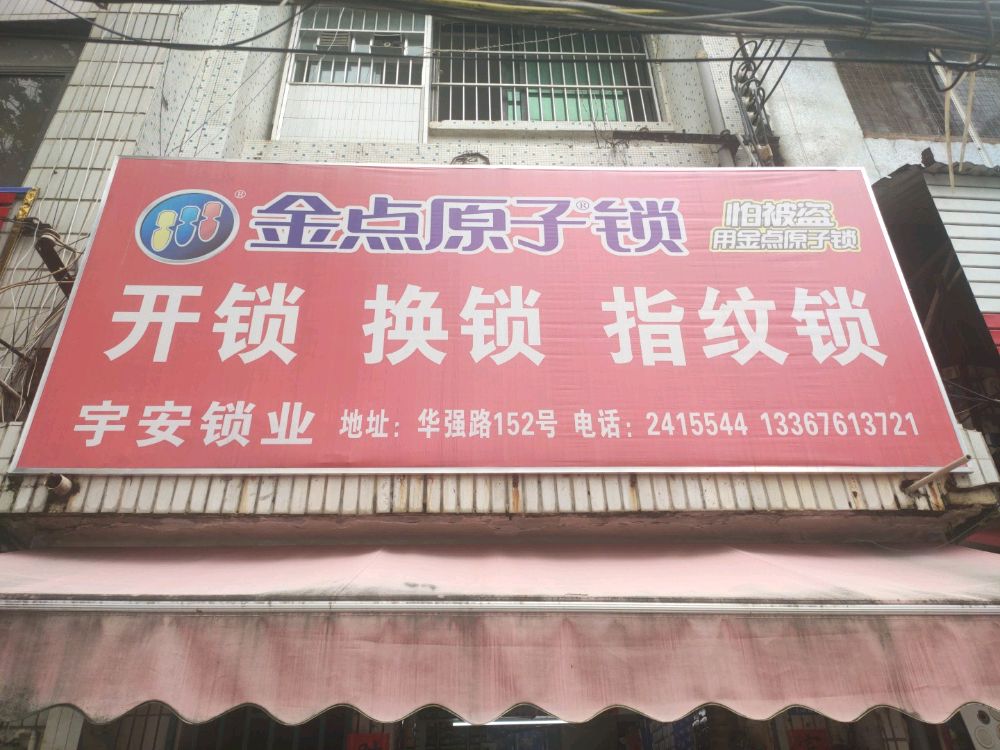 金点原子锁®
怕被盗
用金点原子锁
开锁 换锁 指纹锁
宇安锁业 地址：华强路152号 电话：2415544 13367613721